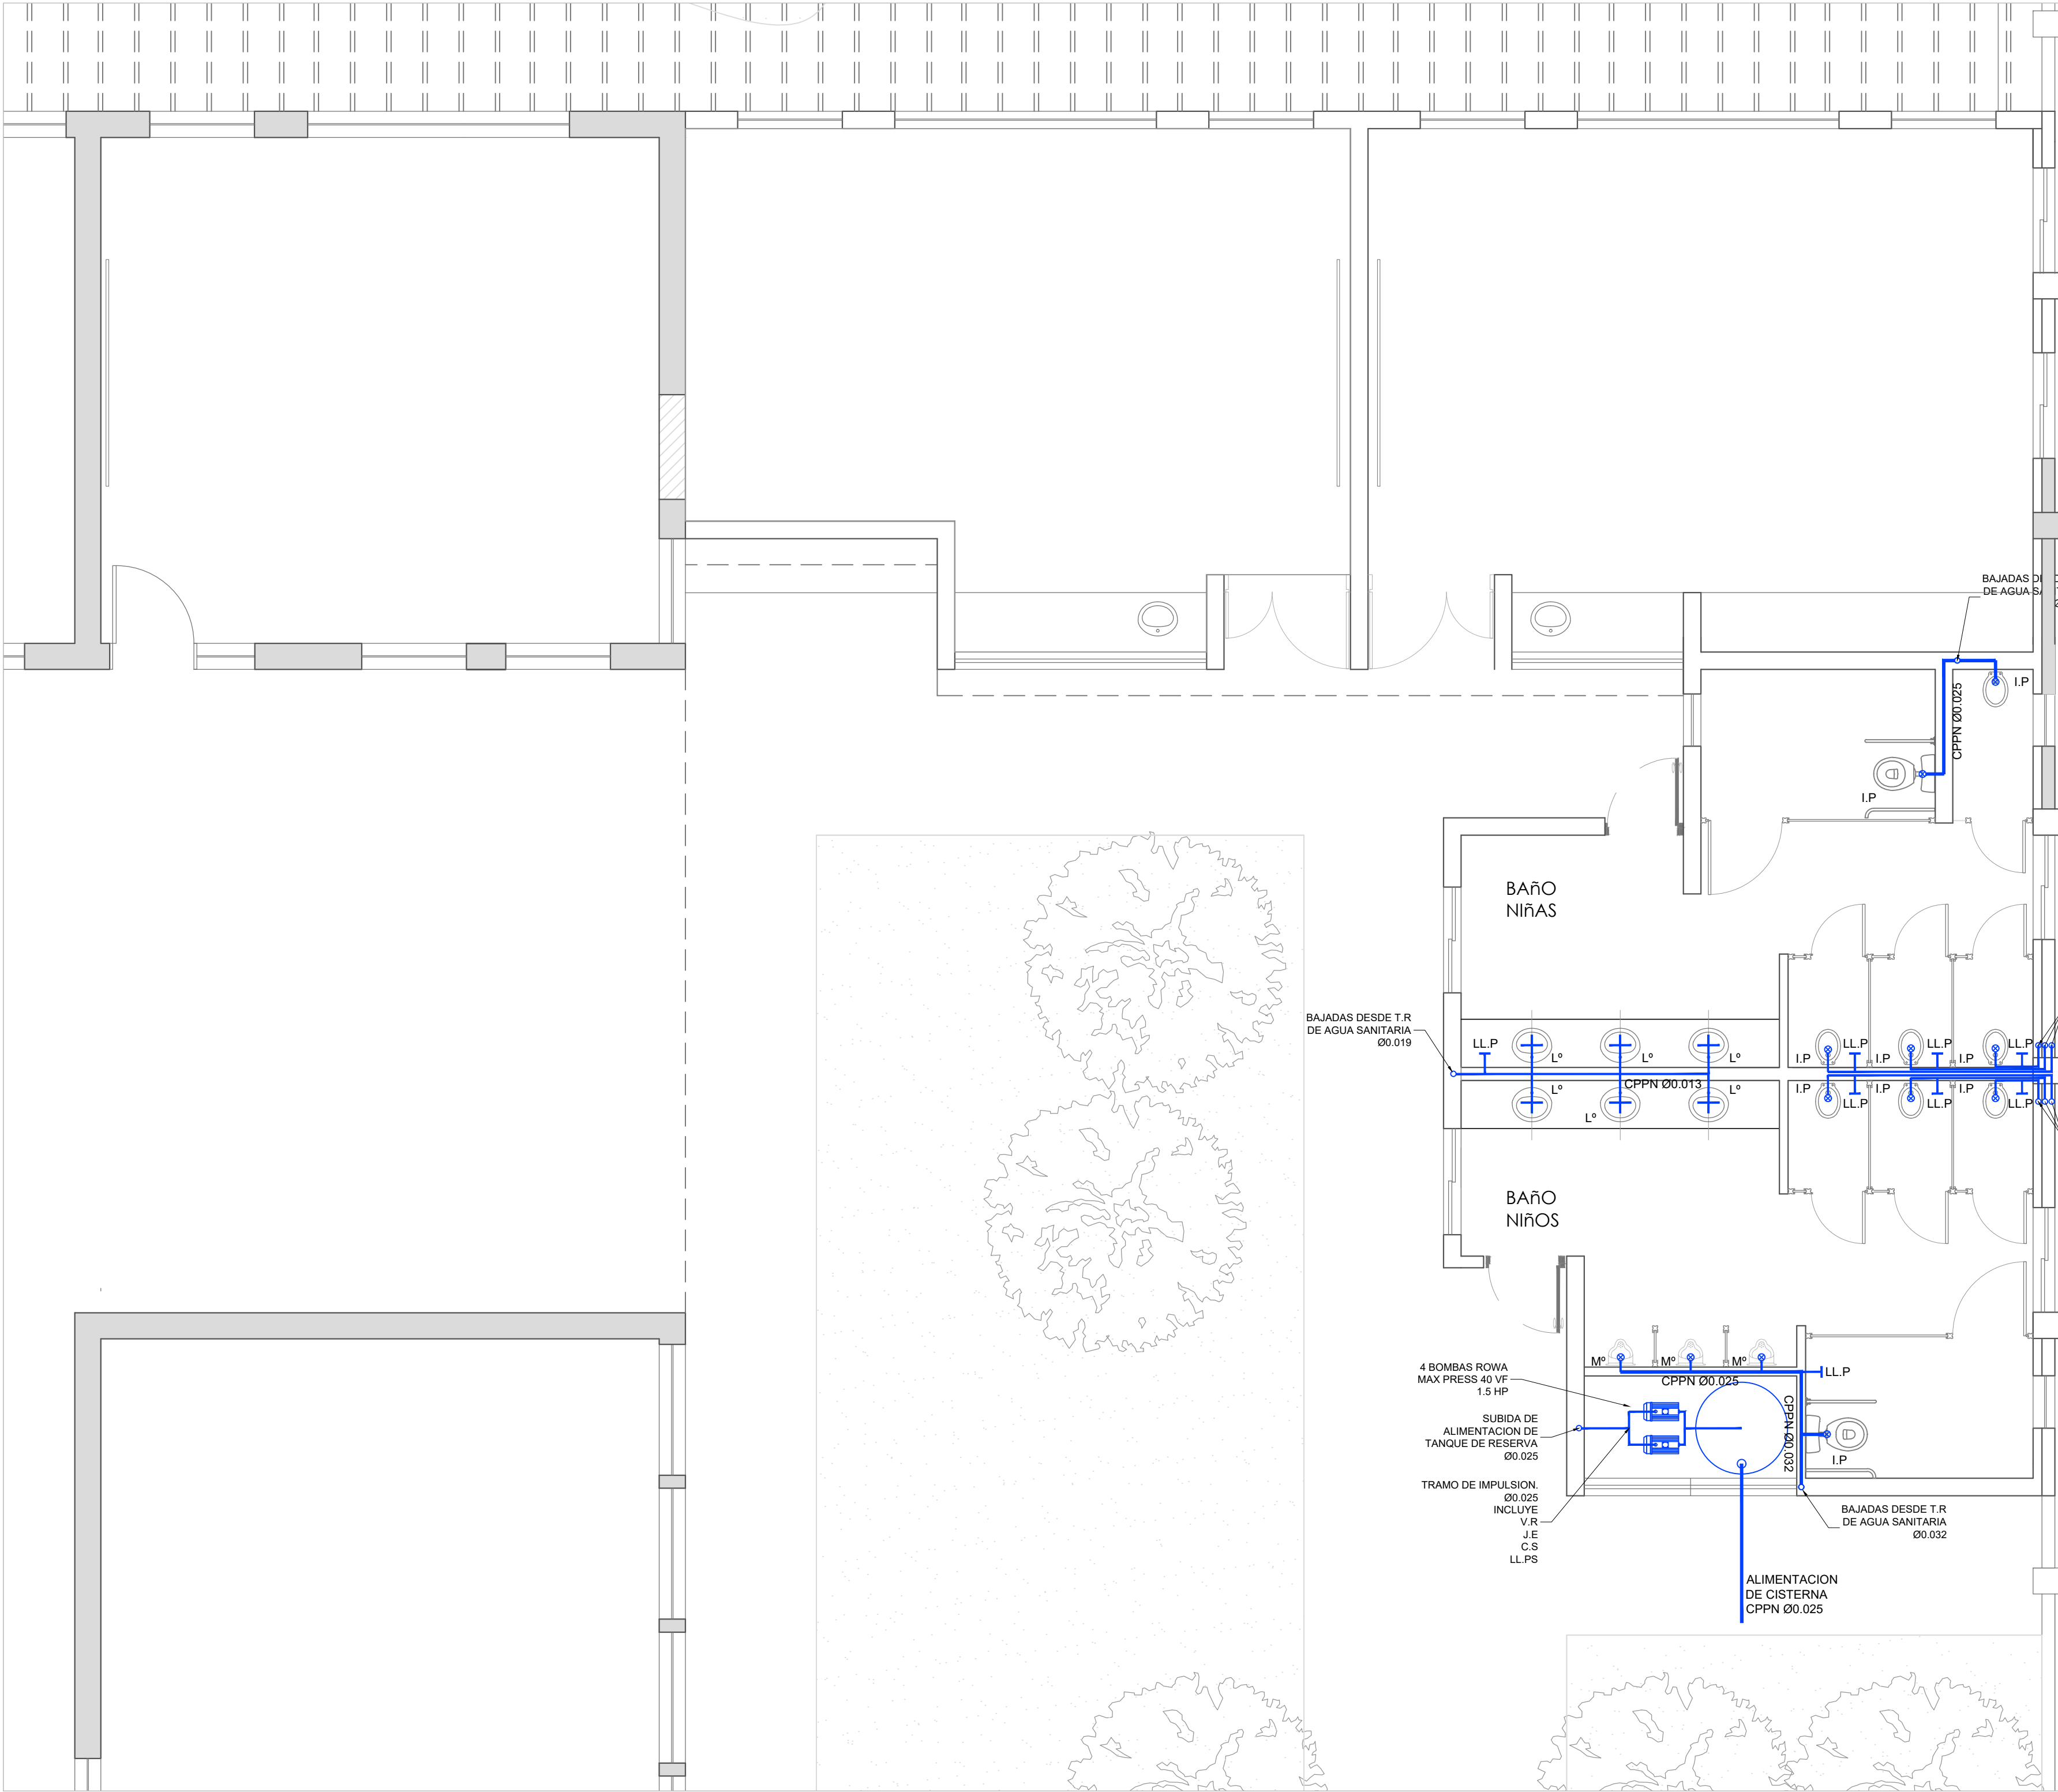 BAJADAS DE
DE AGUA
I.P
CPPN Ø0.025
I.P
BAñO
NIñAS
BAJADAS DESDE T.R
DE AGUA SANITARIA
Ø0.019
LL.P
Lº
Lº
Lº
CPPN Ø0.013
Lº
Lº
Lº
I.P
LL.P
I.P
LL.P
I.P
LL.P
I.P
LL.P
I.P
LL.P
I.P
LL.P
BAñO
NIñOS
Mº
Mº
Mº
LL.P
CPPN Ø0.025
4 BOMBAS ROWA
MAX PRESS 40 VF
1.5 HP
SUBIDA DE
ALIMENTACION DE
TANQUE DE RESERVA
Ø0.025
CPPN Ø0.032
I.P
TRAMO DE IMPULSION.
Ø0.025
INCLUYE
V.R
J.E
C.S
LL.PS
BAJADAS DESDE T.R
DE AGUA SANITARIA
Ø0.032
ALIMENTACION
DE CISTERNA
CPPN Ø0.025